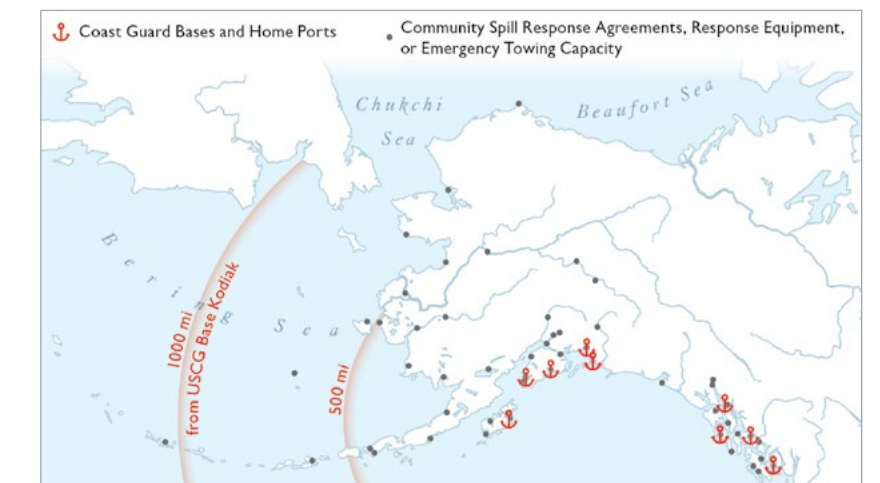 Coast Guard Bases and Home Ports
Community Spill Response Agreements, Response Equipment,
or Emergency Towing Capacity
Chukchi
Sea
Beaufort Sea
Bering Sea
1000 mi
from USCG Base Kodiak
500 mi